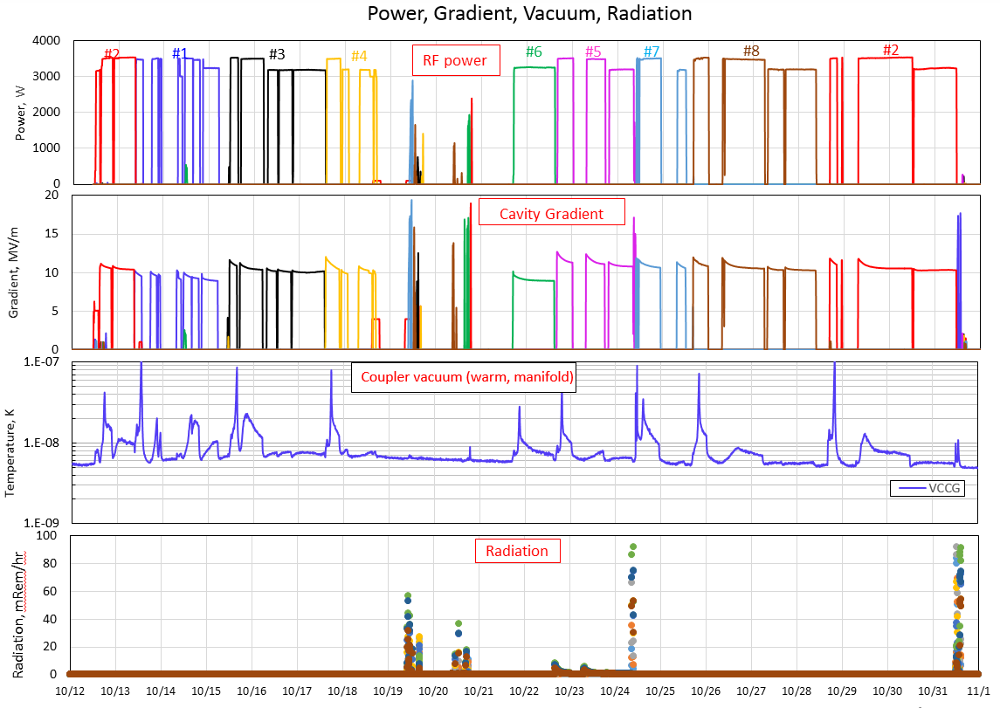 Power, Gradient, Vacuum, Radiation
4000
3000
2000
1000
0
Power, W
#2
#1
#3
#4
RF power
#6
#5
#7
#8
#2
20
15
10
5
0
Gradient, MV/m
Cavity Gradient
1.E-07
1.E-08
1.E-09
Temperature, K
Coupler vacuum (warm, manifold)
VCCG
100
80
60
40
20
0
Radiation, mRem/hr
Radiation
10/12 10/13 10/14 10/15 10/16 10/17 10/18 10/19 10/20 10/21 10/22 10/23 10/24 10/25 10/26 10/27 10/28 10/29 10/30 10/31 11/1